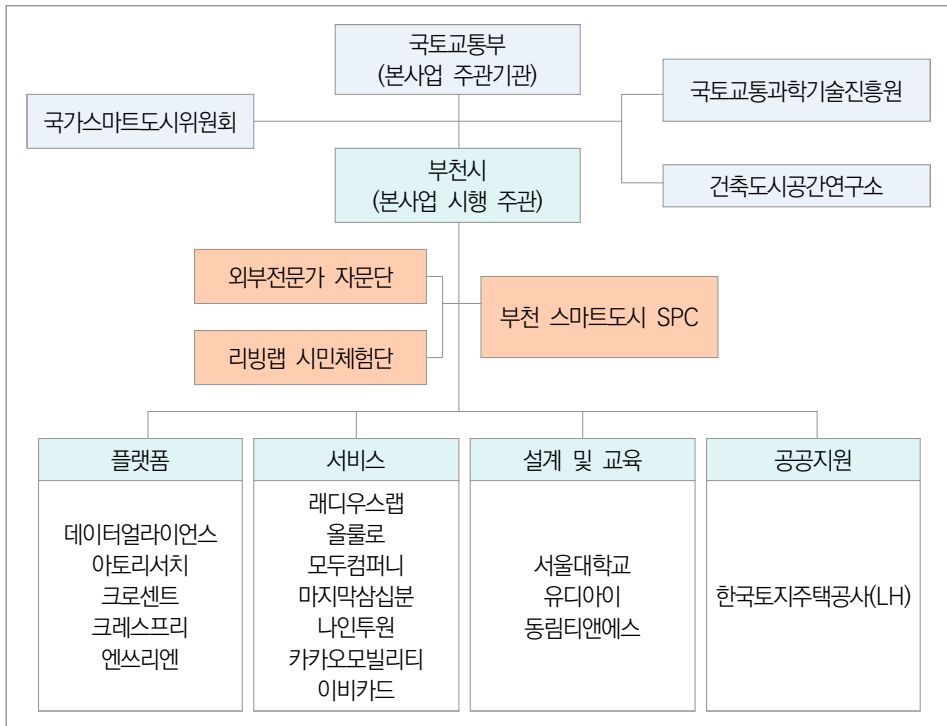 국토교통부
(본사업 주관기관)
국가스마트도시위원회
국토교통과학기술진흥원
부천시
(본사업 시행 주관)
건축도시공간연구소
외부전문가 자문단
부천 스마트도시 SPC
리빙랩 시민체험단
플랫폼
데이터얼라이언스
아토리서치
크로센트
크레스프리
엔쓰리엔
서비스
래디우스랩
올룰로
모두컴퍼니
마지막삼십분
나인투원
카카오모빌리티
이비카드
설계 및 교육
서울대학교
유디아이
동림티앤에스
공공지원
한국토지주택공사(LH)